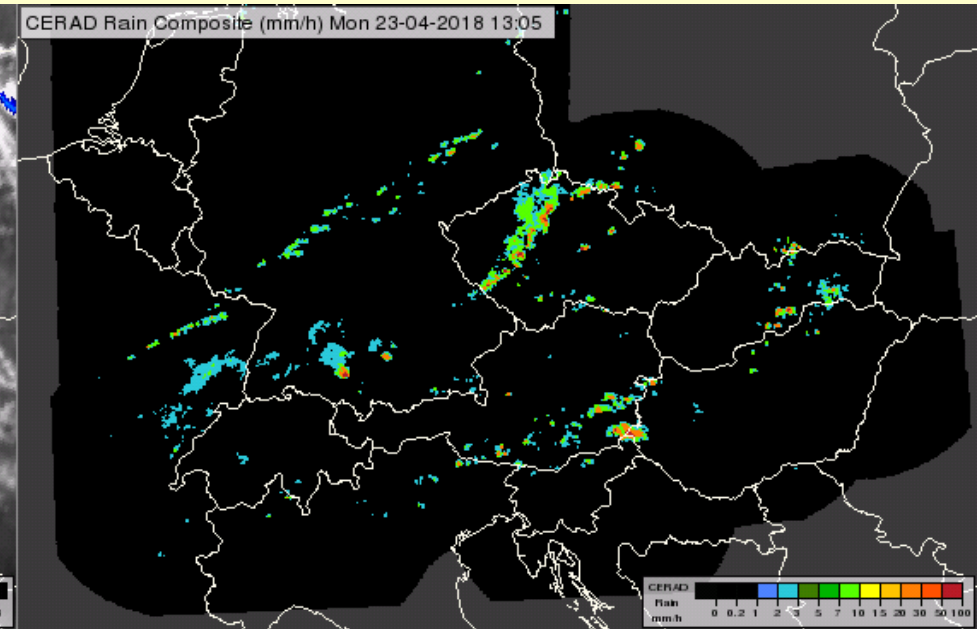 CERAD Rain Composite (mm/h) Mon 23-04-2018 13:05
CERAD
Rain
mm/h
0 0.2 1 2 3 5 7 10 15 20 30 50 100